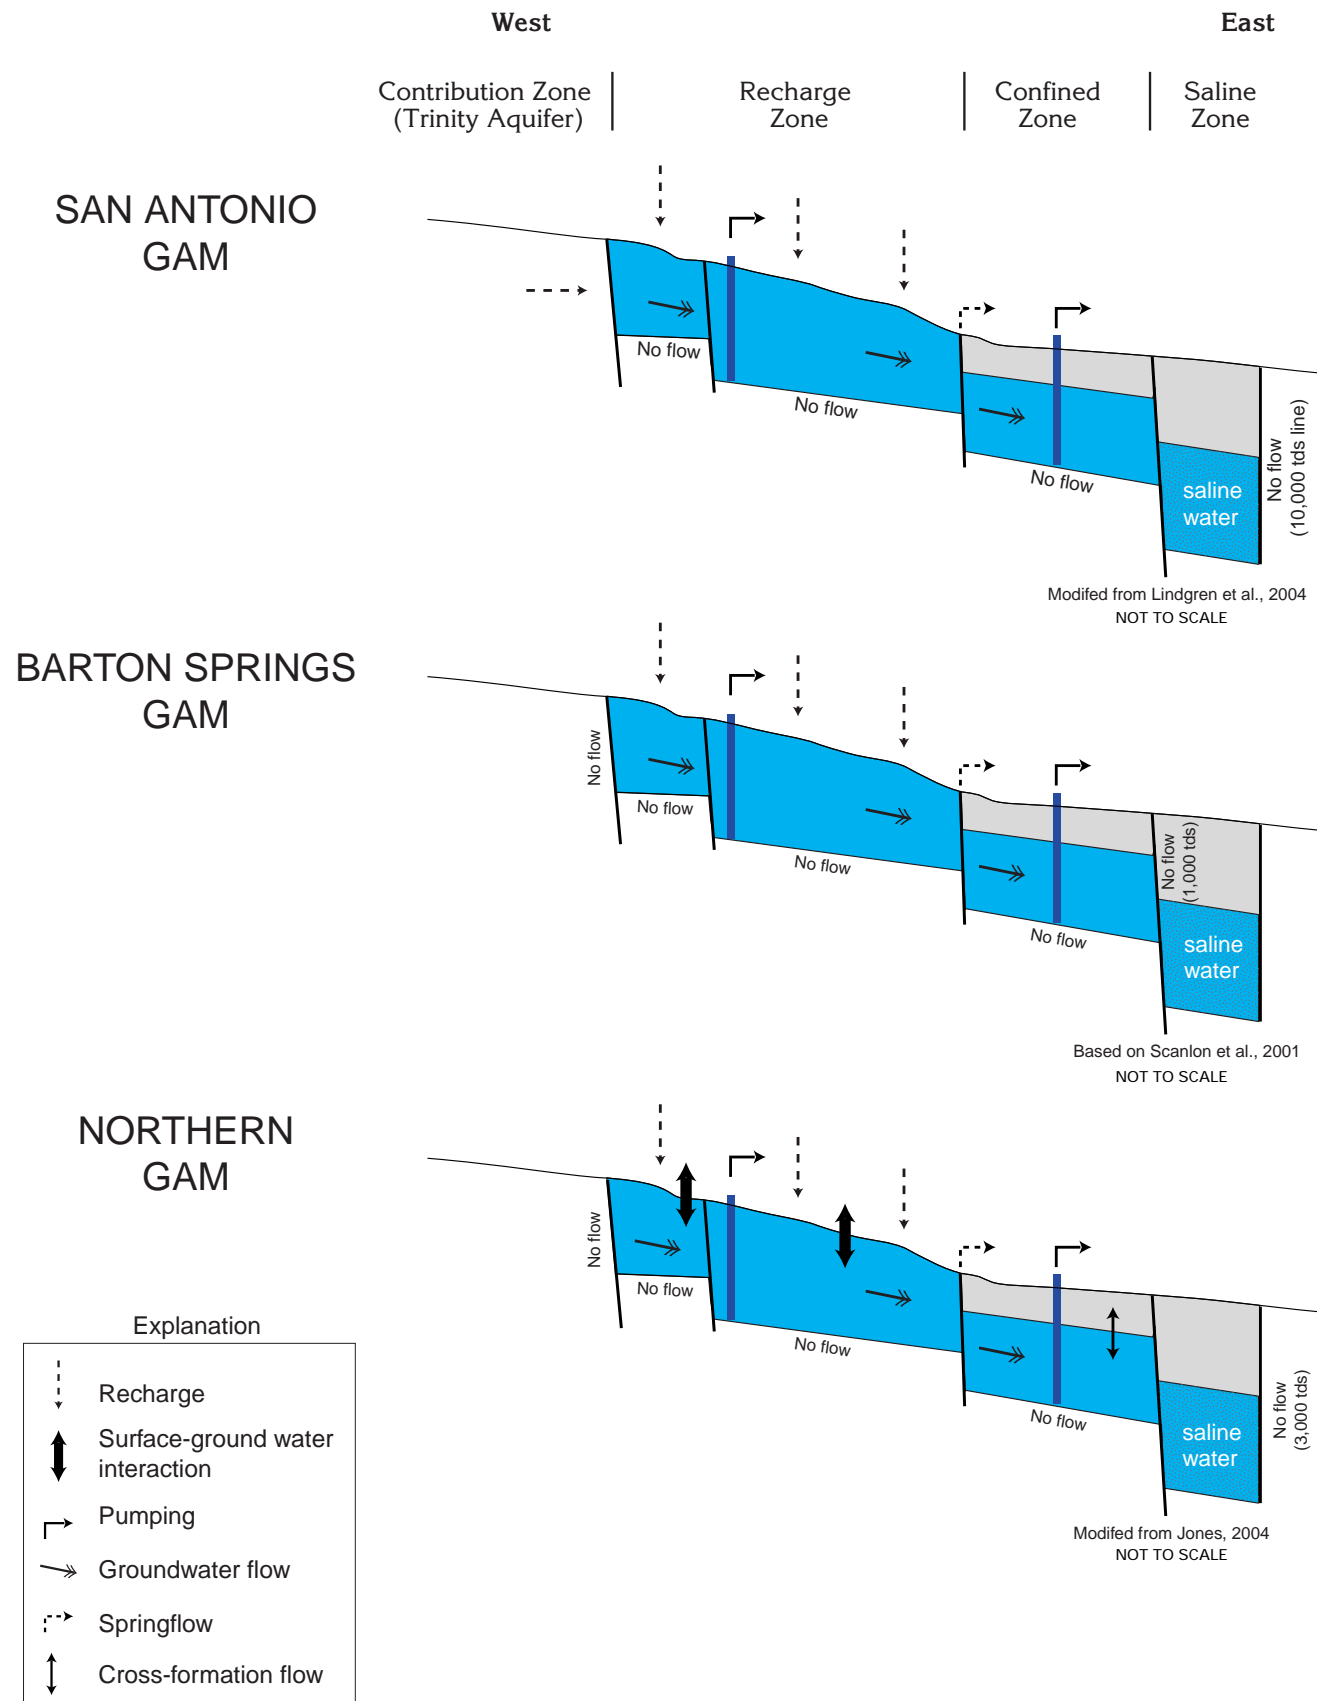 West
East
Contribution Zone
(Trinity Aquifer)
Recharge
Zone
Confined
Zone
Saline
Zone
SAN ANTONIO
GAM
No flow
No flow
No flow
saline
water
No flow
(10,000 tds line)
Modifed from Lindgren et al., 2004
NOT TO SCALE
BARTON SPRINGS
GAM
No flow
No flow
No flow
No flow
No flow
(1,000 tds)
saline
water
Based on Scanlon et al., 2001
NOT TO SCALE
NORTHERN
GAM
No flow
No flow
No flow
No flow
saline
water
No flow
(3,000 tds)
Modifed from Jones, 2004
NOT TO SCALE
Explanation
Recharge
Surface-ground water
interaction
Pumping
Groundwater flow
Springflow
Cross-formation flow